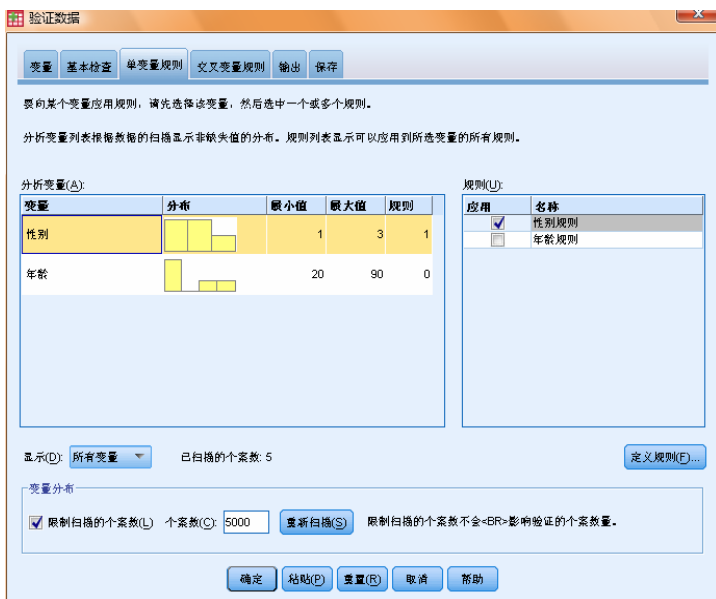 验证数据
变量 基本检查 单变量规则 交叉变量规则 输出 保存
要向某个变量应用规则，请先选择该变量，然后选中一个或多个规则。
分析变量列表根据数据的扫描显示非缺失值的分布。规则列表显示可以应用到所选变量的所有规则。
分析变量(A): 规则(U):
变量 分布 最小值 最大值 规则 应用 名称
性别 1 3 1 性别规则
年龄规则
年龄 20 90 0
显示(D): 所有变量 已扫描的个案数: 5 定义规则(F)...
变量分布
限制扫描的个案数(L) 个案数(C): 5000 重新扫描(S) 限制扫描的个案数不会<BR>影响验证的个案数量。
确定 粘贴(P) 重置(R) 取消 帮助